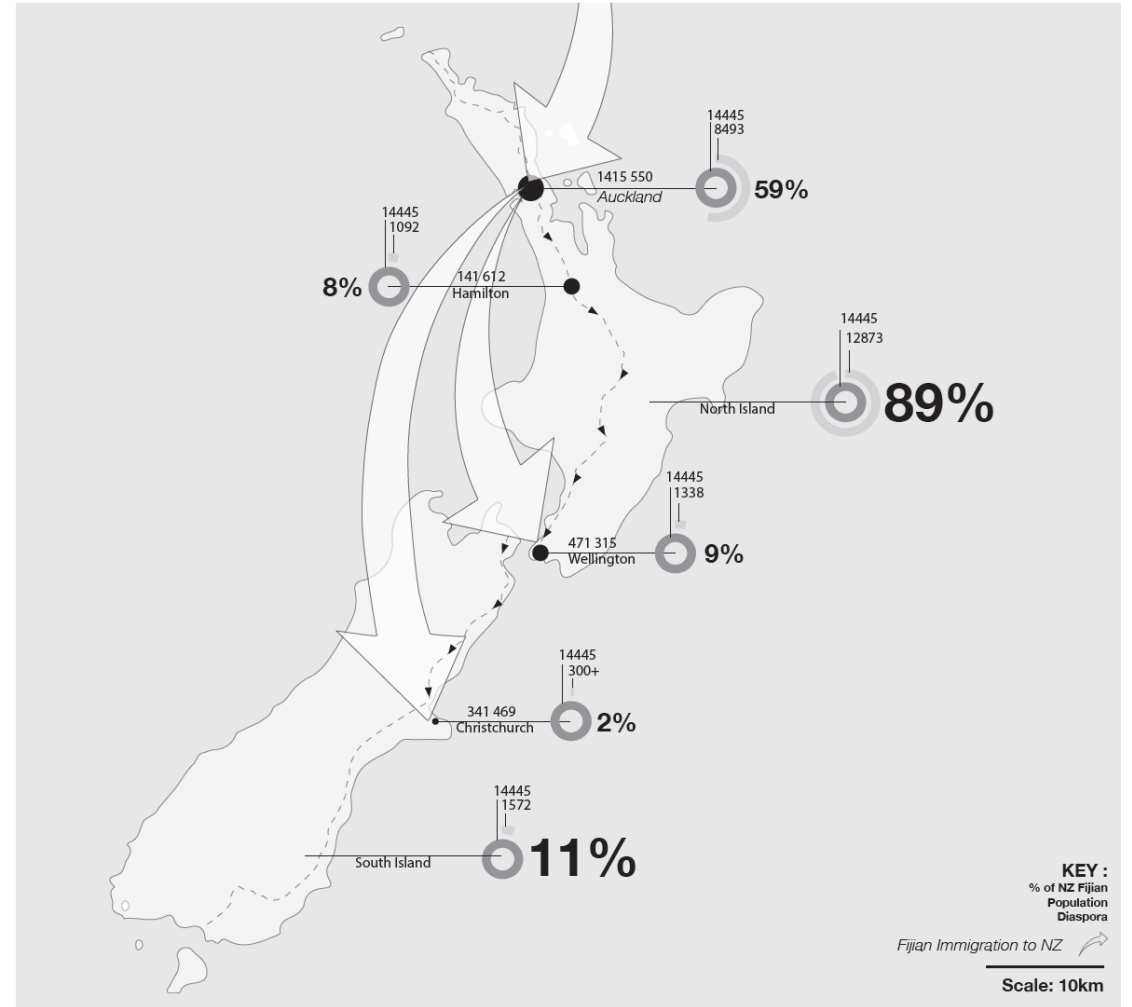 14445
8493
1415 550
Auckland
59%
14445
1092
8%
141 612
Hamilton
14445
12873
North Island
89%
14445
1338
471 315
Wellington
9%
14445
300+
341 469
Christchurch
2%
14445
1572
South Island
11%
KEY :
% of NZ Fijian
Population
Diaspora
Fijian Immigration to NZ
Scale: 10km